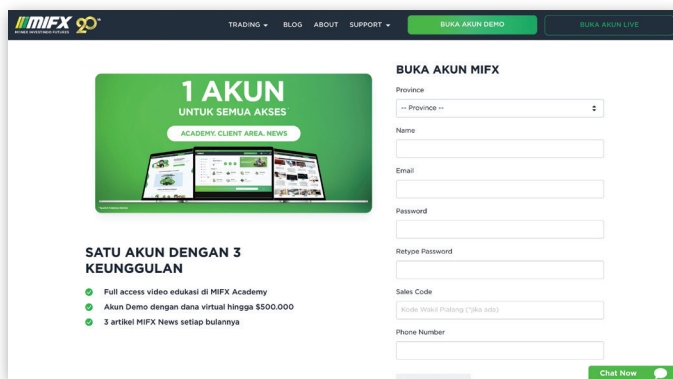 MIFX 20
MONEX INVESTINDO FUTURES
TRADING
BLOG
ABOUT
SUPPORT
BUKA AKUN DEMO
BUKA AKUN LIVE
1 AKUN
UNTUK SEMUA AKSES
ACADEMY. CLIENT AREA. NEWS
SATU AKUN DENGAN 3
KEUNGGULAN
Full access video edukasi di MIFX Academy
Akun Demo dengan dana virtual hingga $500.000
3 artikel MIFX News setiap bulannya
BUKA AKUN MIFX
Province
-- Province --
Name
Email
Password
Retype Password
Sales Code
Kode Wakil Pialang (*jika ada)
Phone Number
Chat Now